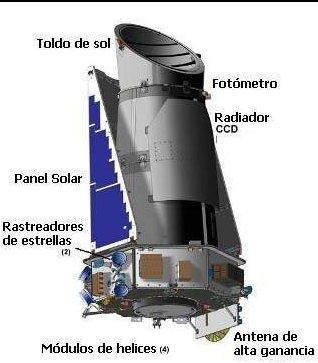 Toldo de sol
Fotómetro
Radiador
CCD
Panel Solar
Rastreadores
de estrellas
(2)
Antena de
alta ganancia
Módulos de helices (4)